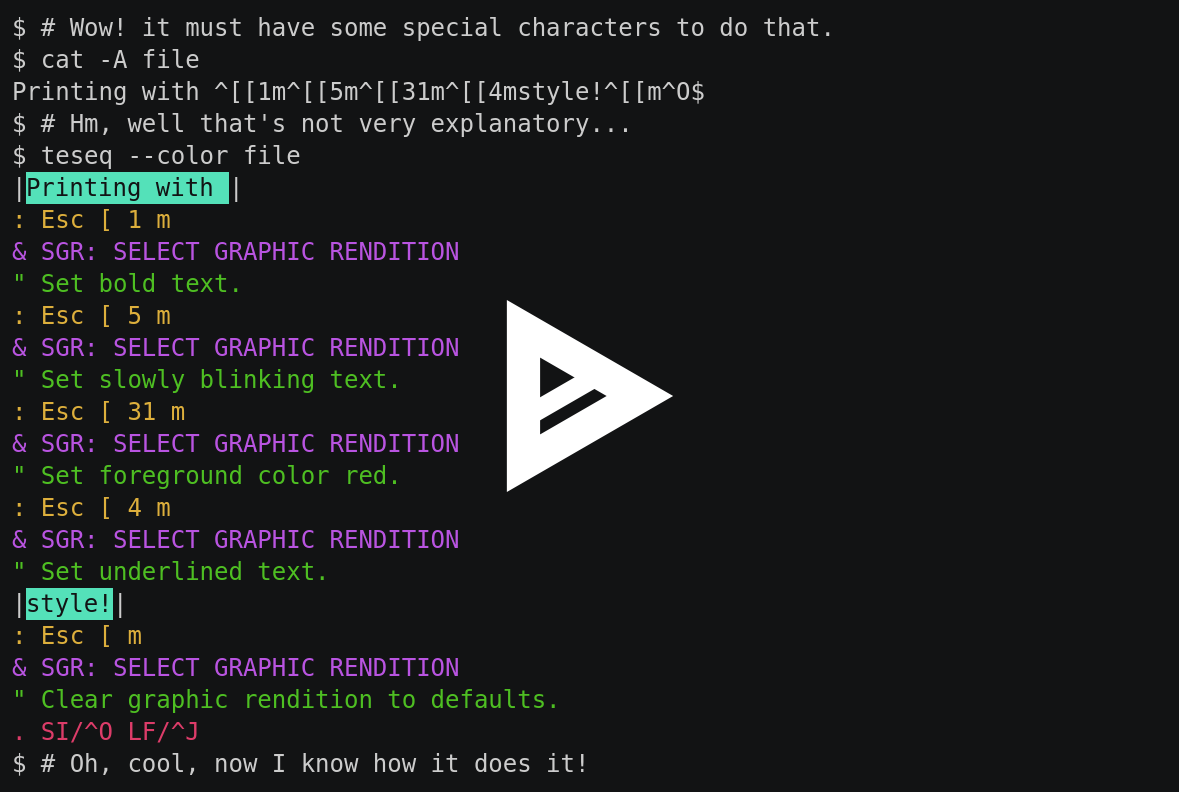 $ # Wow! it must have some special characters to do that.
$ cat -A file
Printing with ^[[1m^[[5m^[[31m^[[4mstyle!^[[m^O$
$ # Hm, well that's not very explanatory...
$ teseq --color file
|Printing with |
: Esc [ 1 m
& SGR: SELECT GRAPHIC RENDITION
" Set bold text.
: Esc [ 5 m
& SGR: SELECT GRAPHIC RENDITION
" Set slowly blinking text.
: Esc [ 31 m
& SGR: SELECT GRAPHIC RENDITION
" Set foreground color red.
: Esc [ 4 m
& SGR: SELECT GRAPHIC RENDITION
" Set underlined text.
|style!|
: Esc [ m
& SGR: SELECT GRAPHIC RENDITION
" Clear graphic rendition to defaults.
. SI/^O LF/^J
$ # Oh, cool, now I know how it does it!